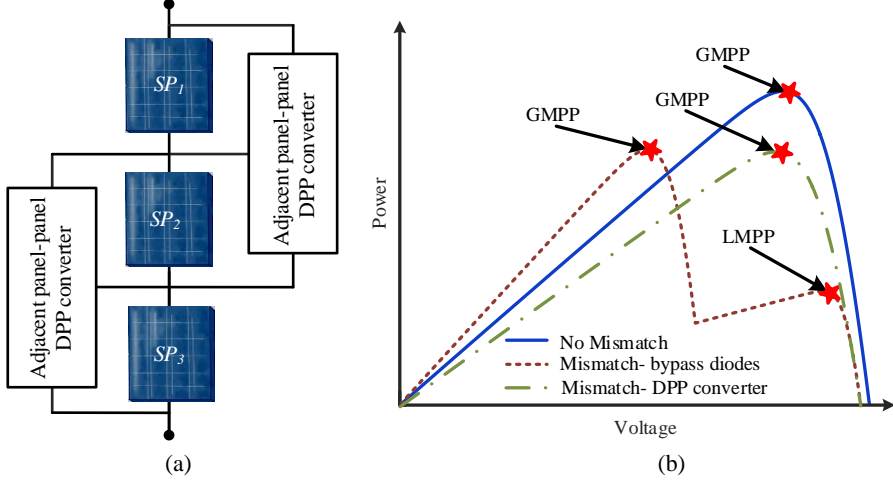 SP1
Adjacent panel-panel
DPP converter
SP2
Adjacent panel-panel
DPP converter
SP3
(a)
Power
GMPP
GMPP
GMPP
LMPP
No Mismatch
Mismatch- bypass diodes
Mismatch- DPP converter
Voltage
(b)